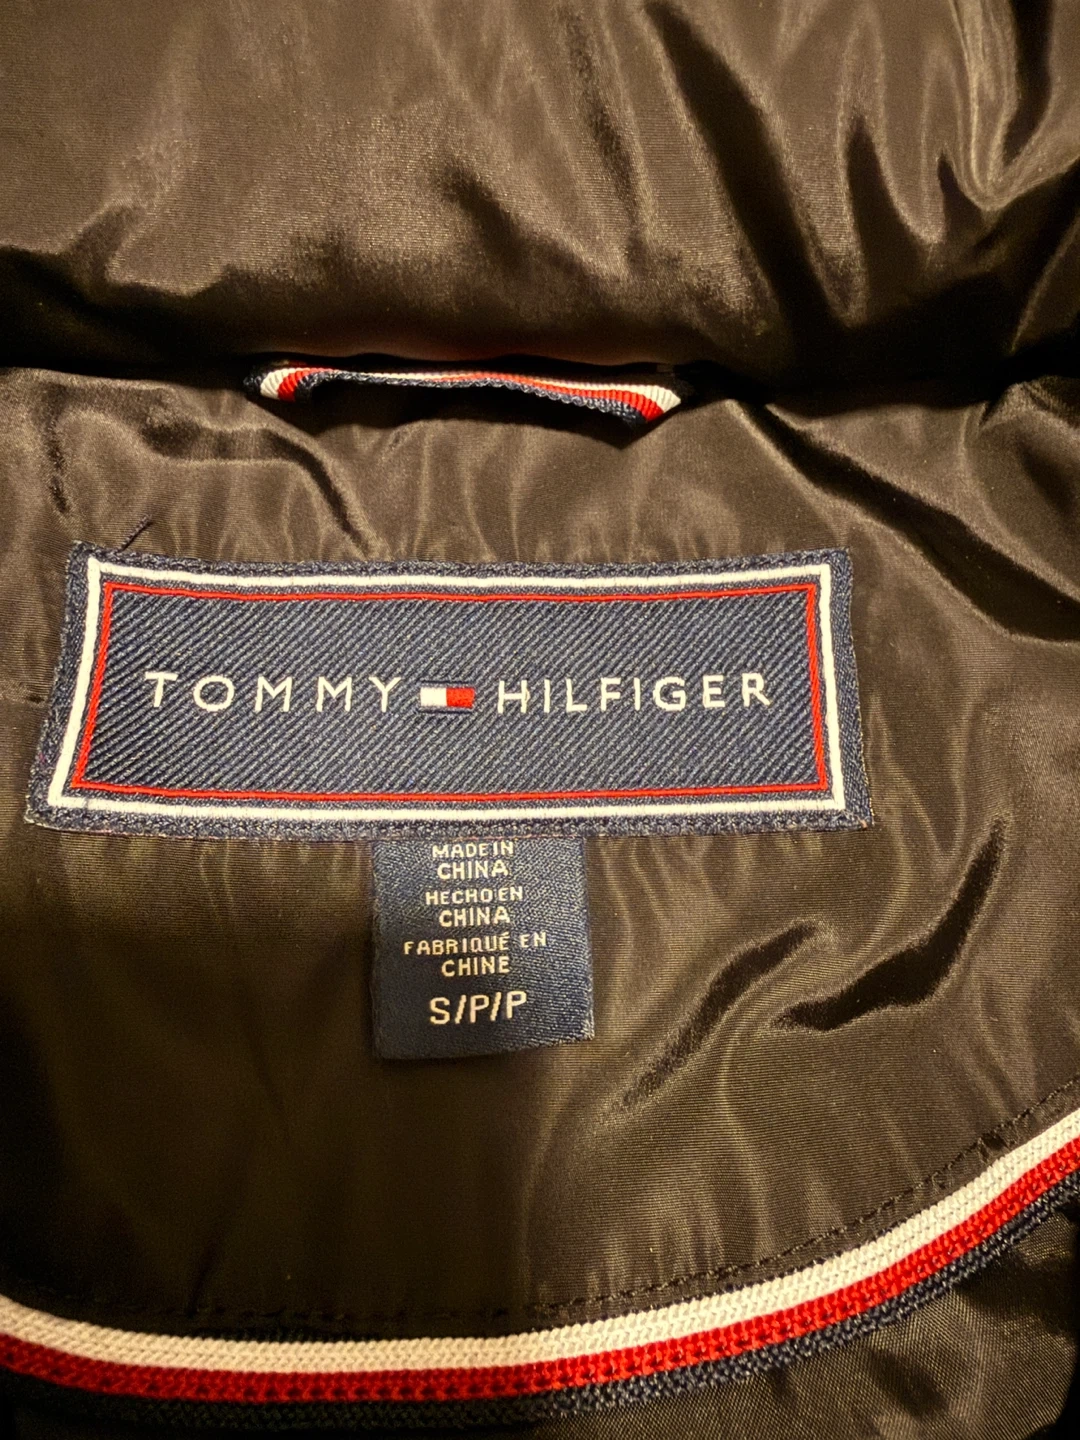 TOMMY HILFIGER
MADE IN
CHINA
HECHO EN
CHINA
FABRIQUÉ EN
CHINE
S/P/P